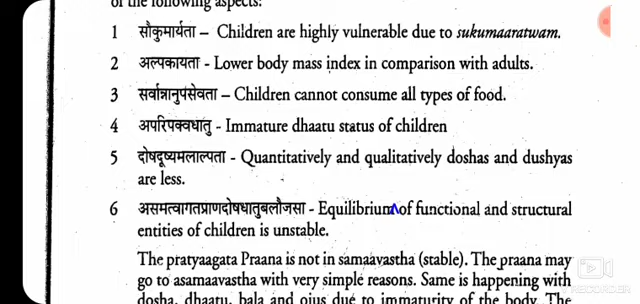 of the following aspects:
1 सौकुमार्यता – Children are highly vulnerable due to sukumaaratwam.
2 अल्पकायता - Lower body mass index in comparison with adults.
3 सर्वान्नानुपसेवता – Children cannot consume all types of food.
4 अपरिपक्वधातु - Immature dhaatu status of children
5 दोषदूष्यमलाल्पता - Quantitatively and qualitatively doshas and dushyas
are less.
6 असमत्वागतप्राणदोषधातुबलौजसा - Equilibrium of functional and structural
entities of children is unstable.
The pratyaagata Praana is not in samaavastha (stable). The praana may
go to asamaavastha with very simple reasons. Same is happening with
dosha, dhaatu, bala and ojus due to immaturity of the body. The
RECORDER